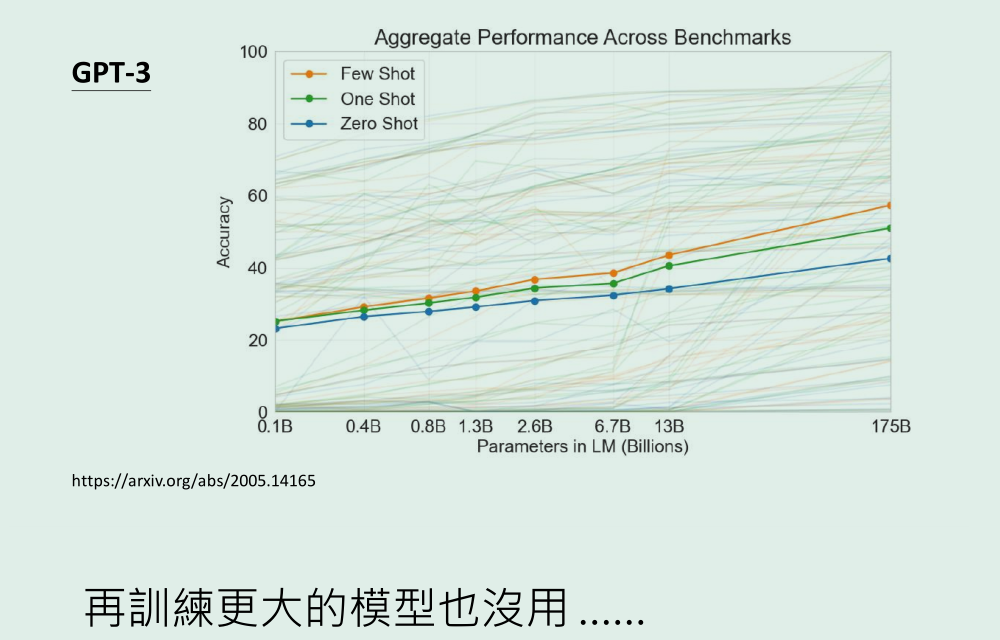 Aggregate Performance Across Benchmarks
GPT-3
100
Few Shot
One Shot
Zero Shot
80
60
40
20
0
Accuracy
0.1B 0.4B 0.8B 1.3B 2.6B 6.7B 13B 175B
Parameters in LM (Billions)
https://arxiv.org/abs/2005.14165
再訓練更大的模型也沒用 ......